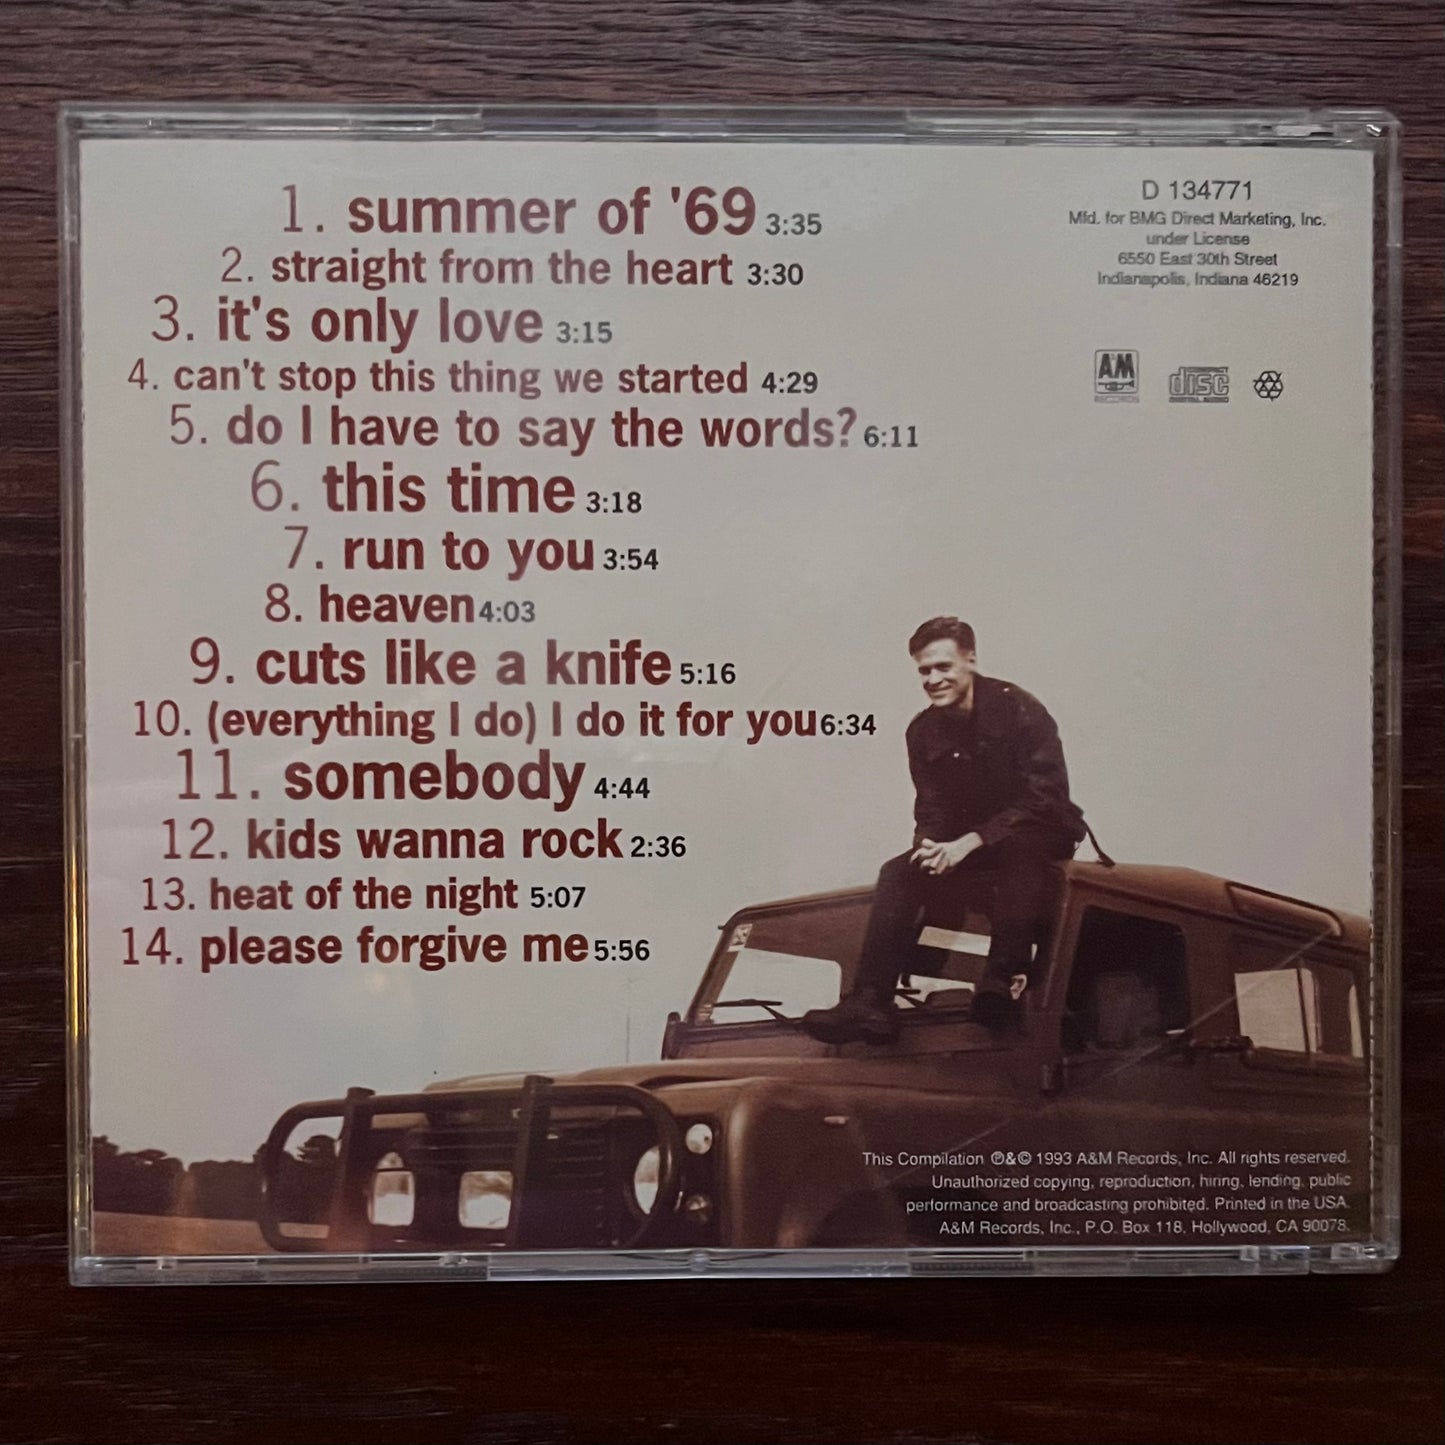 1. summer of '69 3:35
2. straight from the heart 3:30
3. it's only love 3:15
4. can't stop this thing we started 4:29
5. do I have to say the words? 6:11
6. this time 3:18
7. run to you 3:54
8. heaven 4:03
9. cuts like a knife 5:16
10. (everything I do) I do it for you 6:34
11. somebody 4:44
12. kids wanna rock 2:36
13. heat of the night 5:07
14. please forgive me 5:56
D 134771
Mfd. for BMG Direct Marketing, Inc.
under License
6550 East 30th Street
Indianapolis, Indiana 46219
A&M
RECORDS
COMPACT
disc
DIGITAL AUDIO
This Compilation ℗&© 1993 A&M Records, Inc. All rights reserved.
Unauthorized copying, reproduction, hiring, lending, public
performance and broadcasting prohibited. Printed in the USA.
A&M Records, Inc., P.O. Box 118, Hollywood, CA 90078.